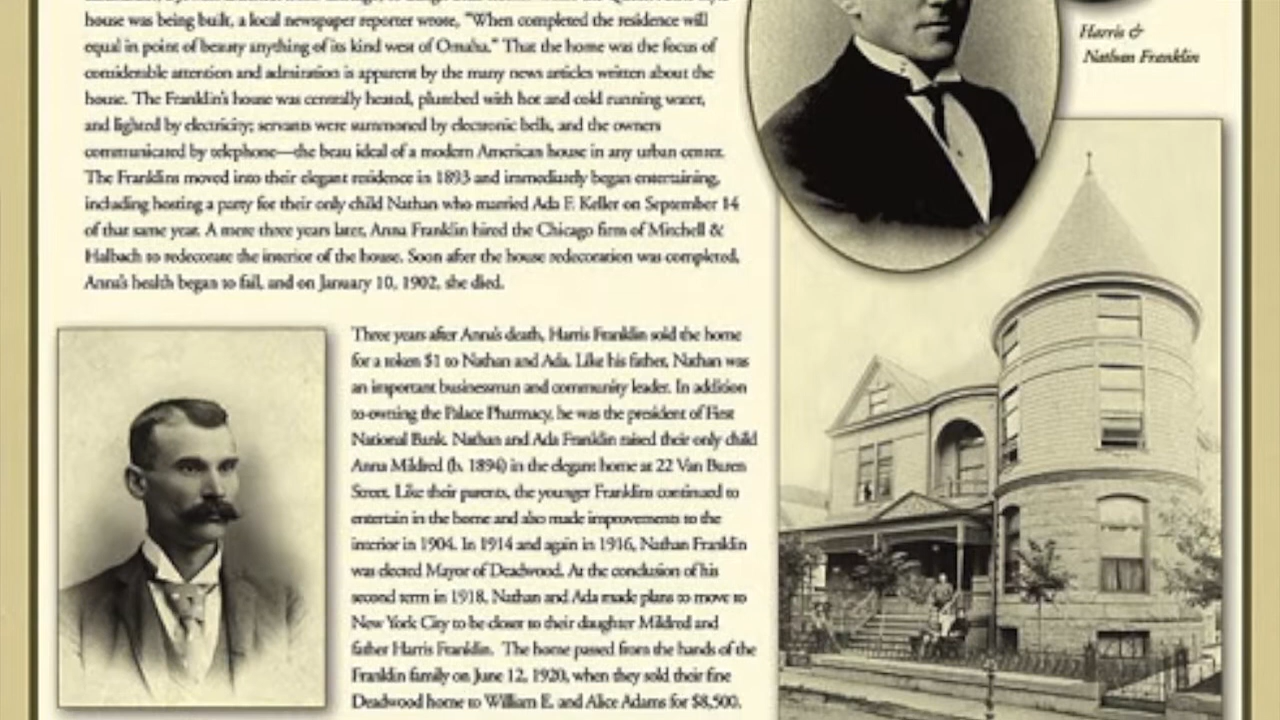 house was being built, a local newspaper reporter wrote, "When completed the residence will
equal in point of beauty anything of its kind west of Omaha." That the home was the focus of
considerable attention and admiration is apparent by the many news articles written about the
house. The Franklin's house was centrally heated, plumbed with hot and cold running water,
and lighted by electricity; servants were summoned by electronic bells, and the owners
communicated by telephone—the beau ideal of a modern American house in any urban center.
The Franklins moved into their elegant residence in 1893 and immediately began entertaining,
including hosting a party for their only child Nathan who married Ada F. Keller on September 14
of that same year. A mere three years later, Anna Franklin hired the Chicago firm of Mitchell &
Halbach to redecorate the interior of the house. Soon after the house redecoration was completed,
Anna's health began to fail, and on January 10, 1902, she died.
Harris &
Nathan Franklin
Three years after Anna's death, Harris Franklin sold the home
for a token $1 to Nathan and Ada. Like his father, Nathan was
an important businessman and community leader. In addition
to owning the Palace Pharmacy, he was the president of First
National Bank. Nathan and Ada Franklin raised their only child
Anna Mildred (b. 1894) in the elegant home at 22 Van Buren
Street. Like their parents, the younger Franklins continued to
entertain in the home and also made improvements to the
interior in 1904. In 1914 and again in 1916, Nathan Franklin
was elected Mayor of Deadwood. At the conclusion of his
second term in 1918, Nathan and Ada made plans to move to
New York City to be closer to their daughter Mildred and
father Harris Franklin. The home passed from the hands of the
Franklin family on June 12, 1920, when they sold their fine
Deadwood home to William E. and Alice Adams for $8,500.